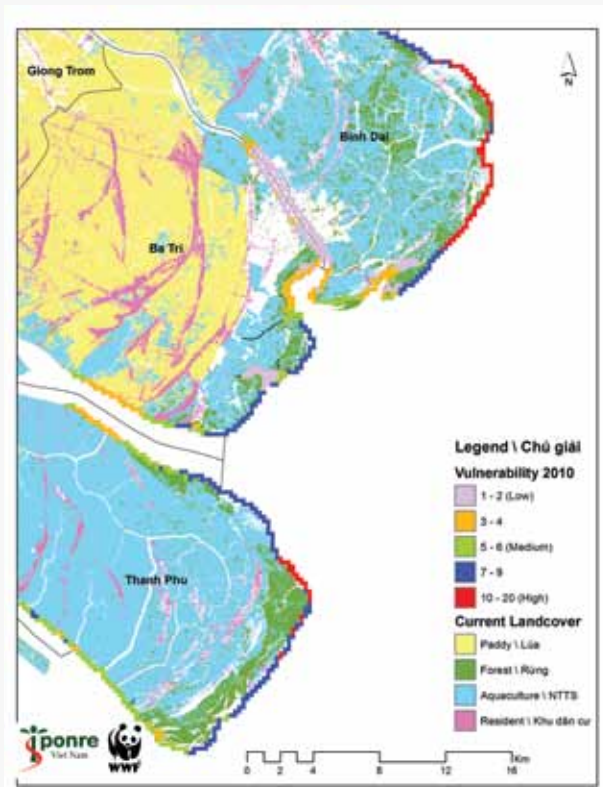 Giong Trom
N
Binh Dai
Ba Tri
Legend \ Chú giải
Vulnerability 2010
1 - 2 (Low)
3 - 4
5 - 6 (Medium)
7 - 9
10 - 20 (High)
Thanh Phu
Current Landcover
Paddy \ Lúa
Forest \ Rừng
Aquaculture \ NTTS
Resident \ Khu dân cư
iponre
Viet Nam
WWF
Km
0 2 4 8 12 16